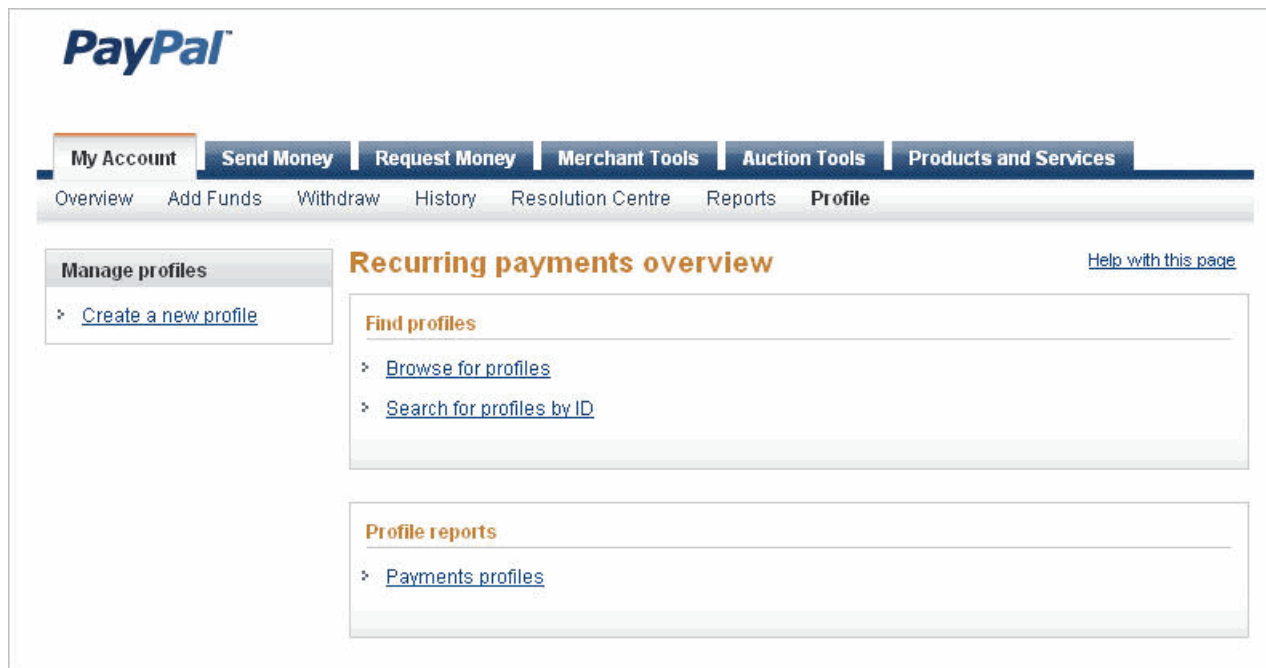 PayPal™
My Account Send Money Request Money Merchant Tools Auction Tools Products and Services
Overview Add Funds Withdraw History Resolution Centre Reports Profile
Manage profiles
Create a new profile
Recurring payments overview
Help with this page
Find profiles
Browse for profiles
Search for profiles by ID
Profile reports
Payments profiles